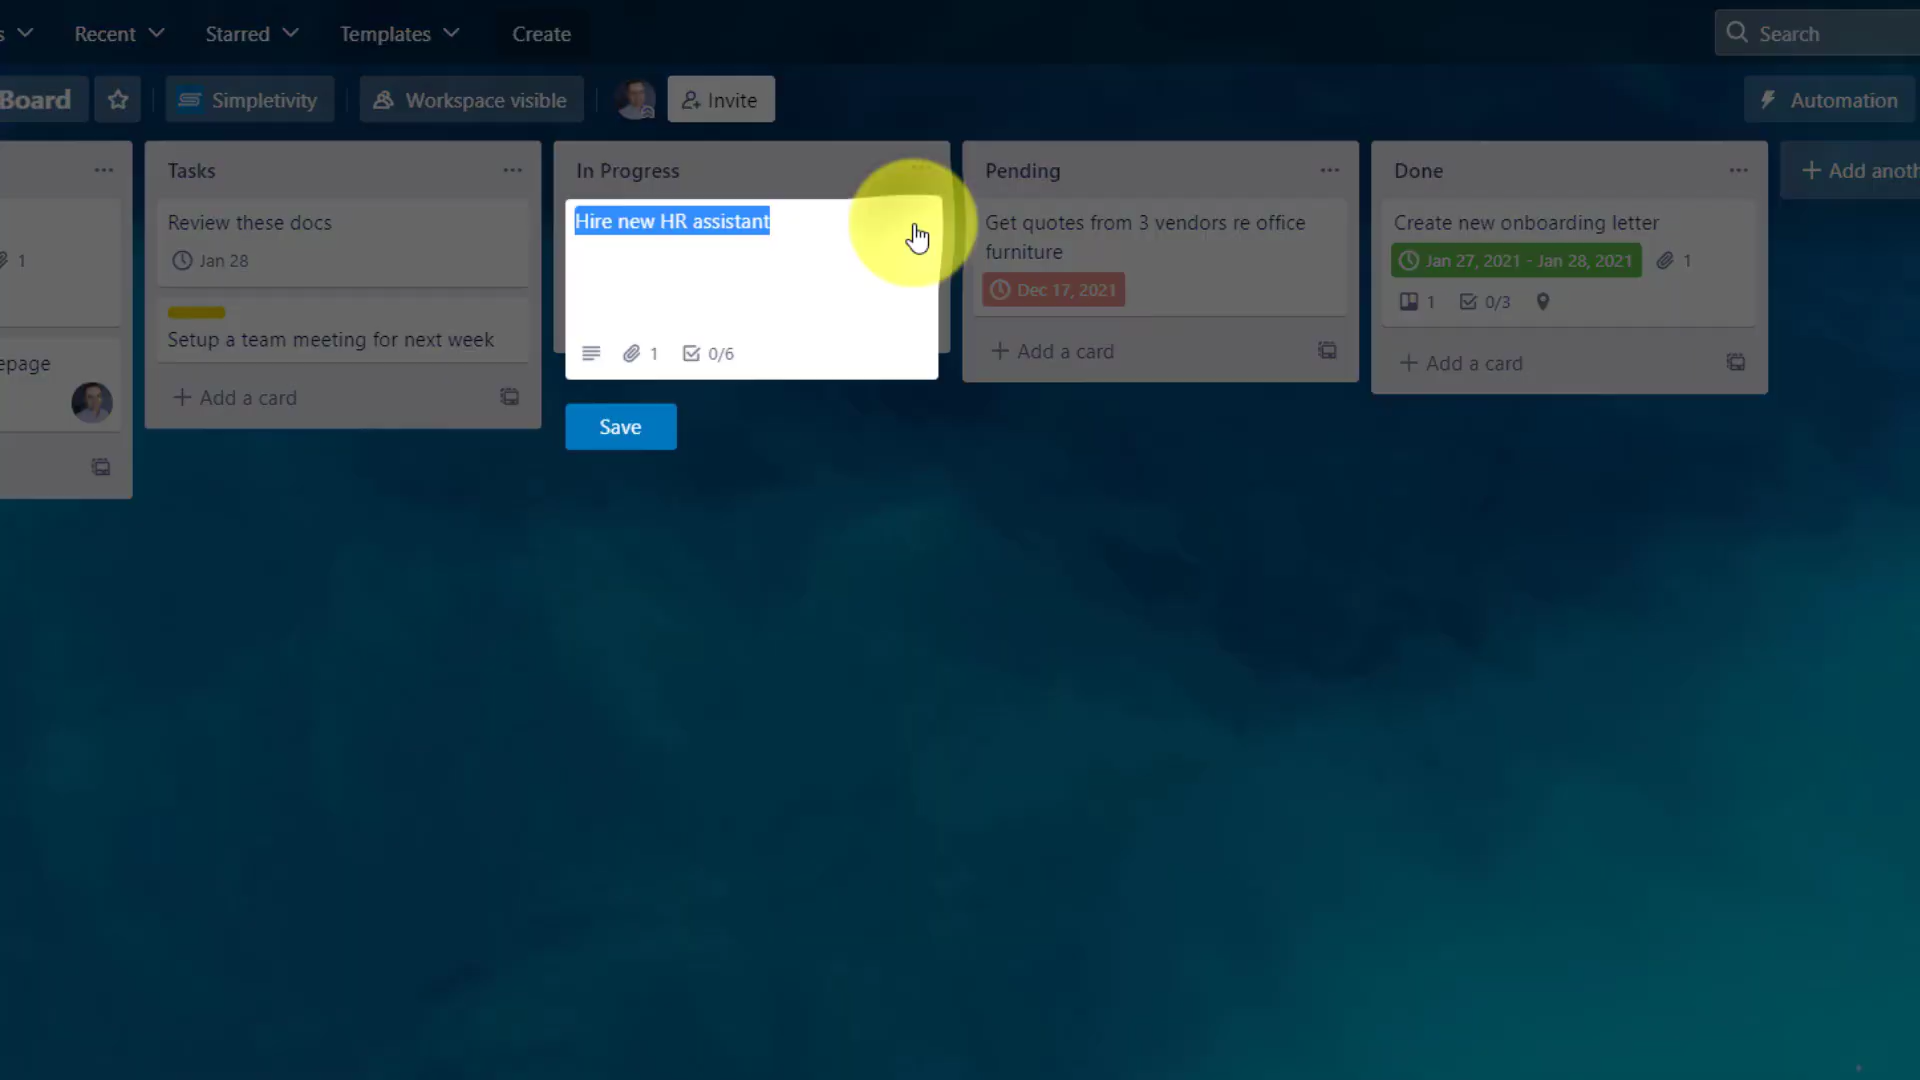 s
Recent
Starred
Templates
Create
Search
Board
Simpletivity
Workspace visible
Invite
Automation
1
epage
Tasks
Review these docs
Jan 28
Setup a team meeting for next week
Add a card
In Progress
Hire new HR assistant
1
0/6
Save
Pending
Get quotes from 3 vendors re office
furniture
Dec 17, 2021
Add a card
Done
Create new onboarding letter
Jan 27, 2021 - Jan 28, 2021
1
1
0/3
Add a card
Add anoth